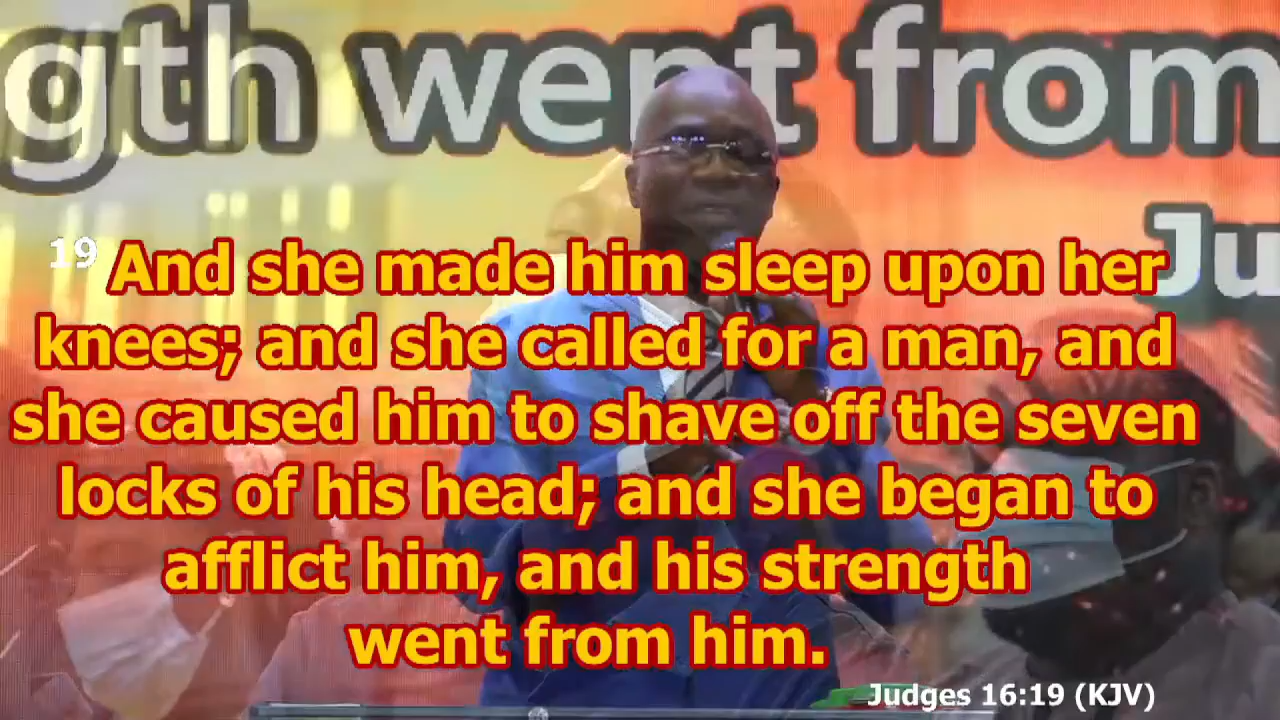 gth went from
Ju
19 And she made him sleep upon her
knees; and she called for a man, and
she caused him to shave off the seven
locks of his head; and she began to
afflict him, and his strength
went from him.
Judges 16:19 (KJV)